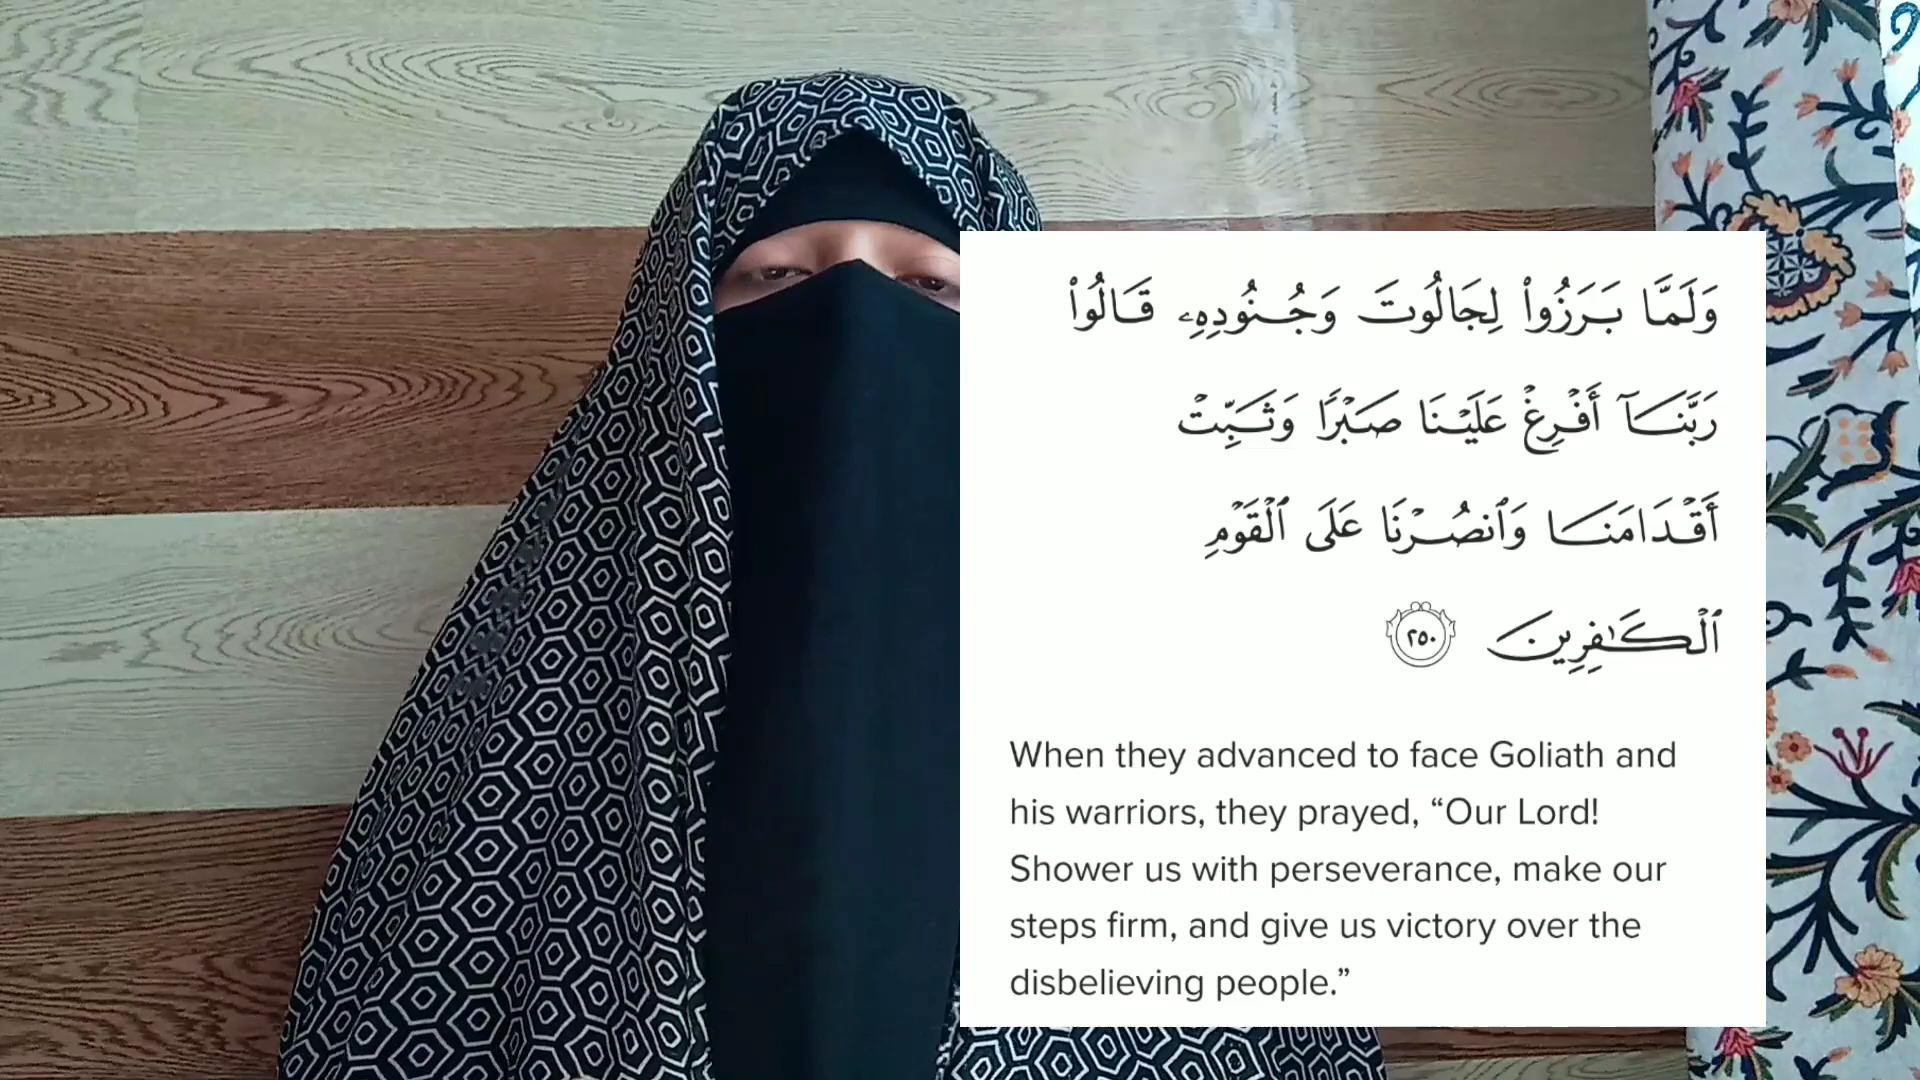 وَلَمَّا بَرَزُوا۟ لِجَالُوتَ وَجُنُودِهِۦ قَالُوا۟
رَبَّنَآ أَفْرِغْ عَلَيْنَا صَبْرًا وَثَبِّتْ
أَقْدَامَنَا وَٱنصُرْنَا عَلَى ٱلْقَوْمِ
ٱلْكَـٰفِرِينَ ٢٥٠
When they advanced to face Goliath and
his warriors, they prayed, “Our Lord!
Shower us with perseverance, make our
steps firm, and give us victory over the
disbelieving people.”